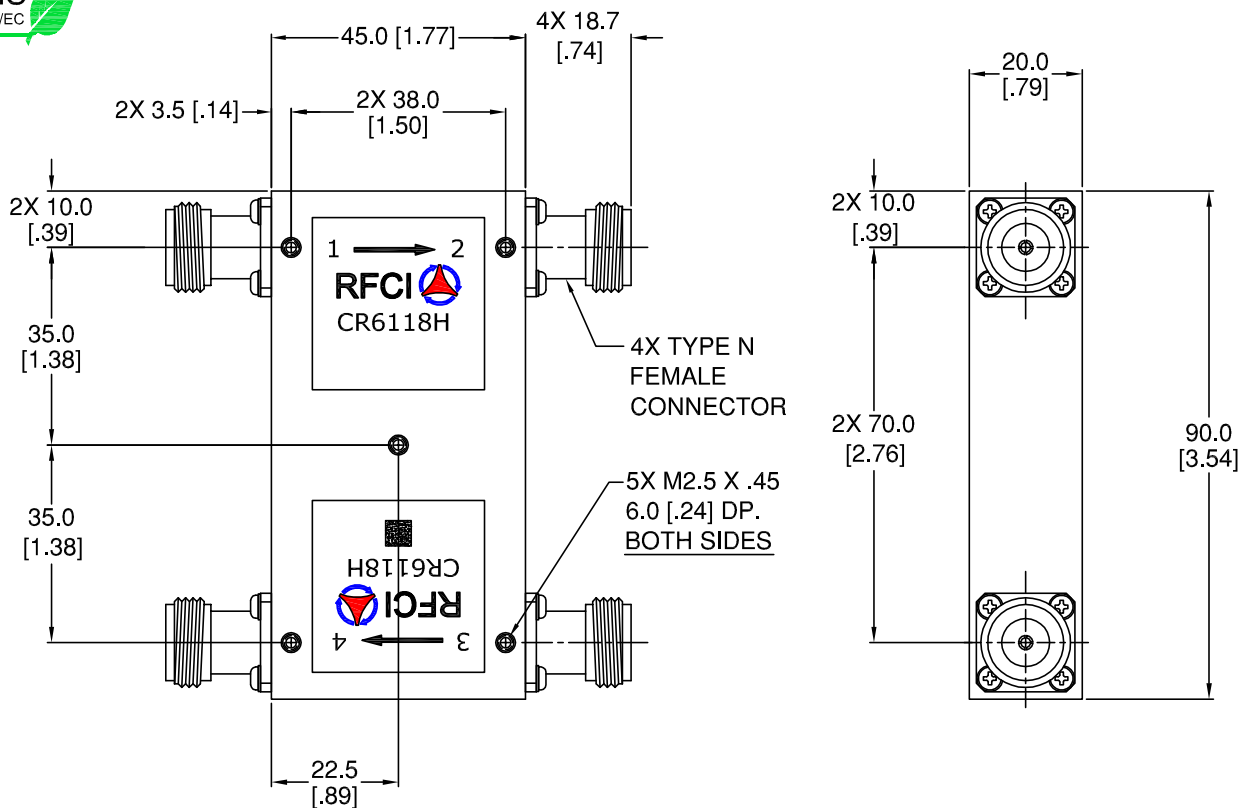 /EC
45.0 [1.77]
4X 18.7
[.74]
20.0
[.79]
2X 3.5 [.14]
2X 38.0
[1.50]
2X 10.0
[.39]
2X 10.0
[.39]
1
2
RFCI
CR6118H
35.0
[1.38]
4X TYPE N
FEMALE
CONNECTOR
2X 70.0
[2.76]
90.0
[3.54]
5X M2.5 X .45
6.0 [.24] DP.
BOTH SIDES
35.0
[1.38]
CR6118H
RFCI
3
4
22.5
[.89]